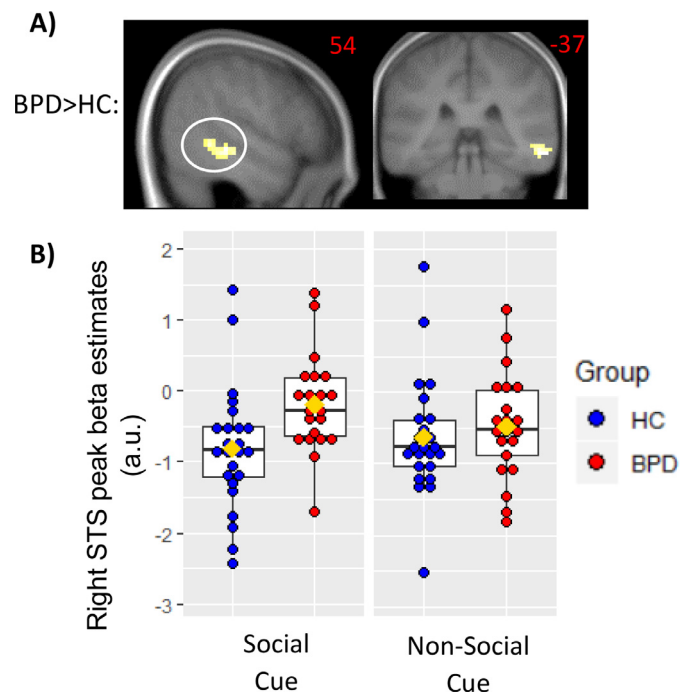 A)
54
-37
BPD>HC:
B)
Right STS peak beta estimates
(a.u.)
2
1
0
-1
-2
-3
Group
HC
BPD
Social
Cue
Non-Social
Cue